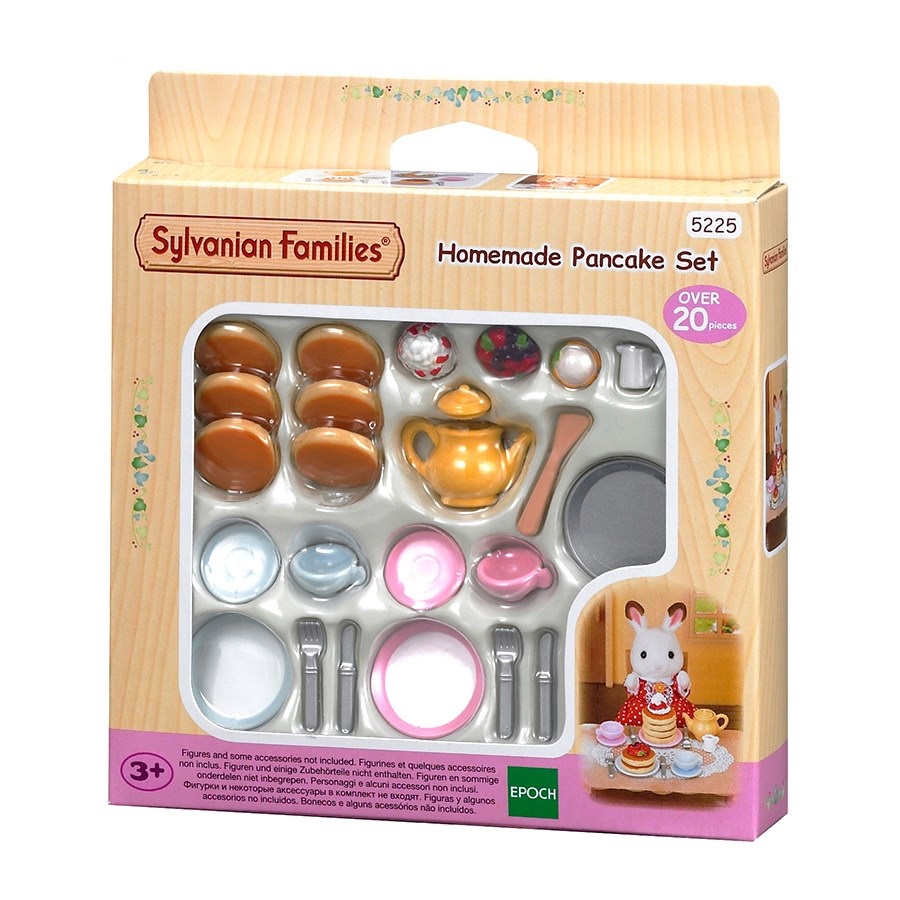 5225
Sylvanian Families®
Homemade Pancake Set
OVER
20 pieces
Sylvanian Families
3+
Figures and some accessories not included. Figurines et quelques accessoires
non inclus. Figuren und einige Zubehörteile nicht enthalten. Figuren en sommige
onderdelen niet inbegrepen. Personaggi e alcuni accessori non inclusi.
Фигурки и некоторые аксессуары в комплект не входят. Figuras y algunos
accesorios no incluidos. Bonecos e alguns acessórios não incluídos.
EPOCH